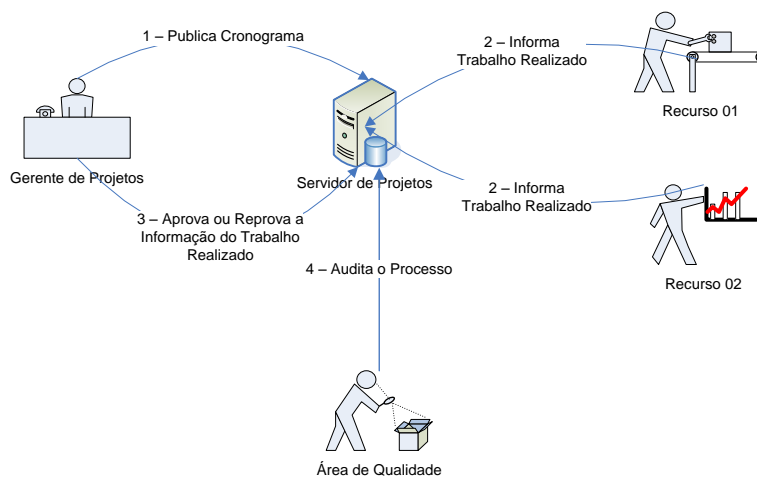 1 – Publica Cronograma
2 – Informa
Trabalho Realizado
Recurso 01
Gerente de Projetos
Servidor de Projetos
2 – Informa
Trabalho Realizado
3 – Aprova ou Reprova a
Informação do Trabalho
Realizado
4 – Audita o Processo
Recurso 02
Área de Qualidade